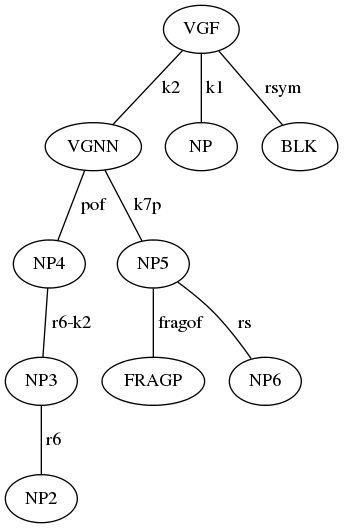 VGF
k2 k1 rsym
VGNN NP BLK
pof k7p
NP4 NP5
r6-k2 fragof rs
NP3 FRAGP NP6
r6
NP2